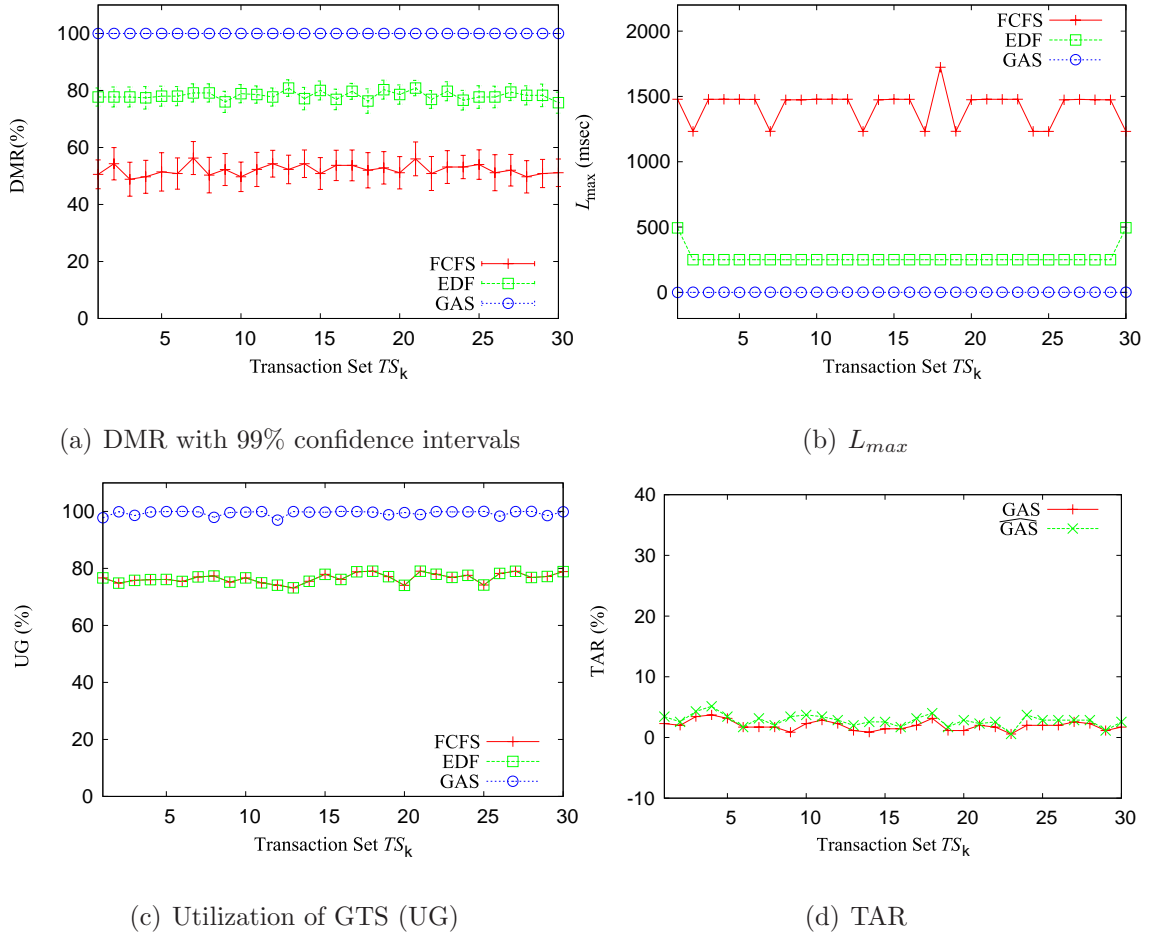 100
80
60
40
20
0
DMR(%)
FCFS
EDF
GAS
5 10 15 20 25 30
Transaction Set TSk
(a) DMR with 99% confidence intervals
2000
1500
1000
500
0
Lmax (msec)
FCFS
EDF
GAS
5 10 15 20 25 30
Transaction Set TSk
(b) Lmax
100
80
60
40
20
0
UG (%)
FCFS
EDF
GAS
5 10 15 20 25 30
Transaction Set TSk
(c) Utilization of GTS (UG)
40
30
20
10
0
-10
TAR (%)
GAS
G͡AS
5 10 15 20 25 30
Transaction Set TSk
(d) TAR